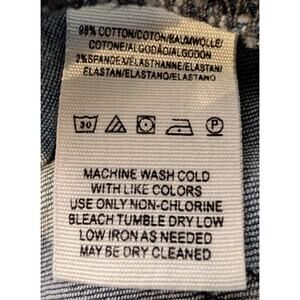 98% COTTON/COTON/BAUMWOLLE/
COTONE/ALGODÃO/ALGODON
2% SPANDEX/ELASTHANNE/ELASTAN/
ELASTAN/ELASTAN/ELASTANO
30 P
MACHINE WASH COLD
WITH LIKE COLORS
USE ONLY NON-CHLORINE
BLEACH TUMBLE DRY LOW
LOW IRON AS NEEDED
MAY BE DRY CLEANED